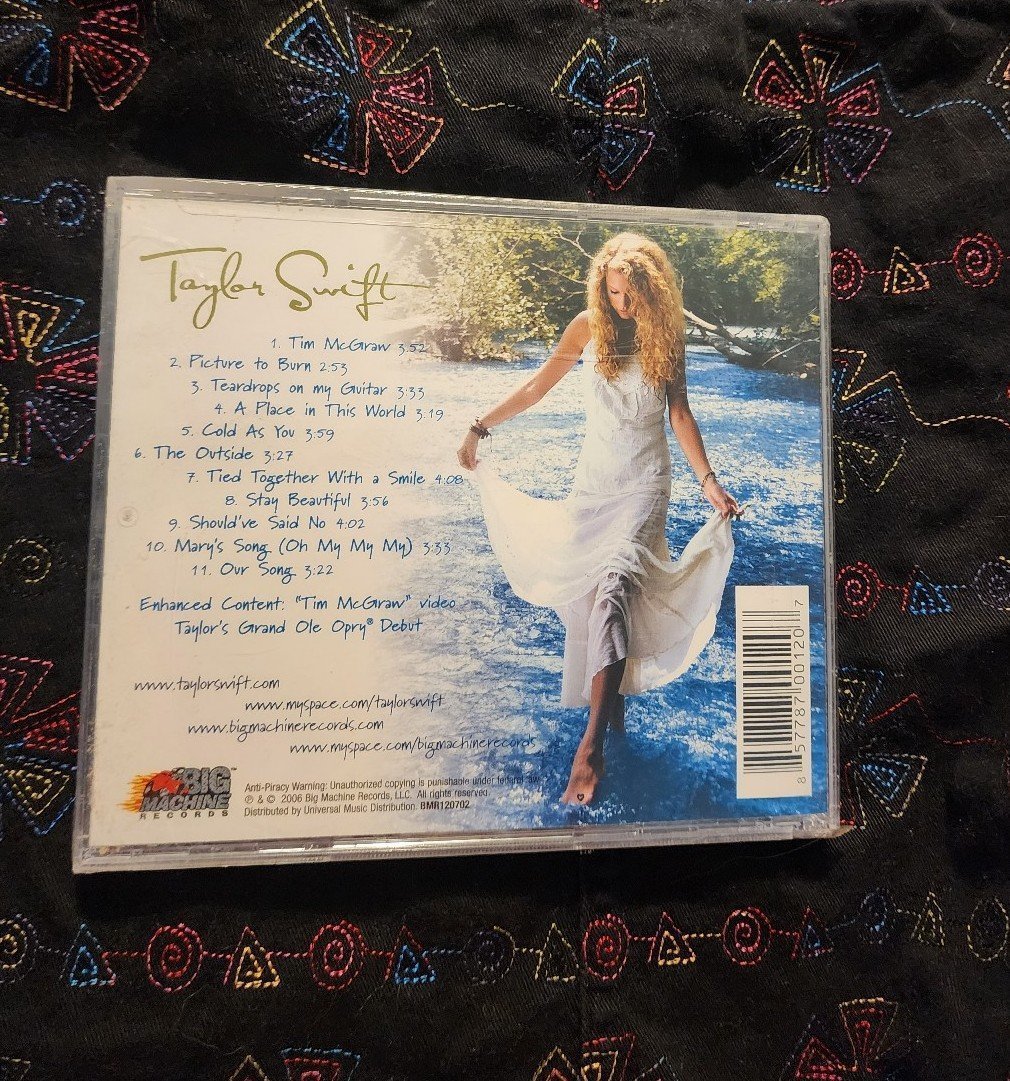 Taylor Swift
1. Tim McGraw 3:52
2. Picture to Burn 2:53
3. Teardrops on my Guitar 3:33
4. A Place in This World 3:19
5. Cold As You 3:59
6. The Outside 3:27
7. Tied Together With a Smile 4:08
8. Stay Beautiful 3:56
9. Should've Said No 4:02
10. Mary's Song (Oh My My My) 3:33
11. Our Song 3:22
Enhanced Content: "Tim McGraw" video
Taylor's Grand Ole Opry® Debut
www.taylorswift.com
www.myspace.com/taylorswift
www.bigmachinerecords.com
www.myspace.com/bigmachinerecords
BIG™
MACHINE
RECORDS
Anti-Piracy Warning: Unauthorized copying is punishable under federal law.
℗ & © 2006 Big Machine Records, LLC. All rights reserved.
Distributed by Universal Music Distribution. BMR120702
8 57787 00120 7